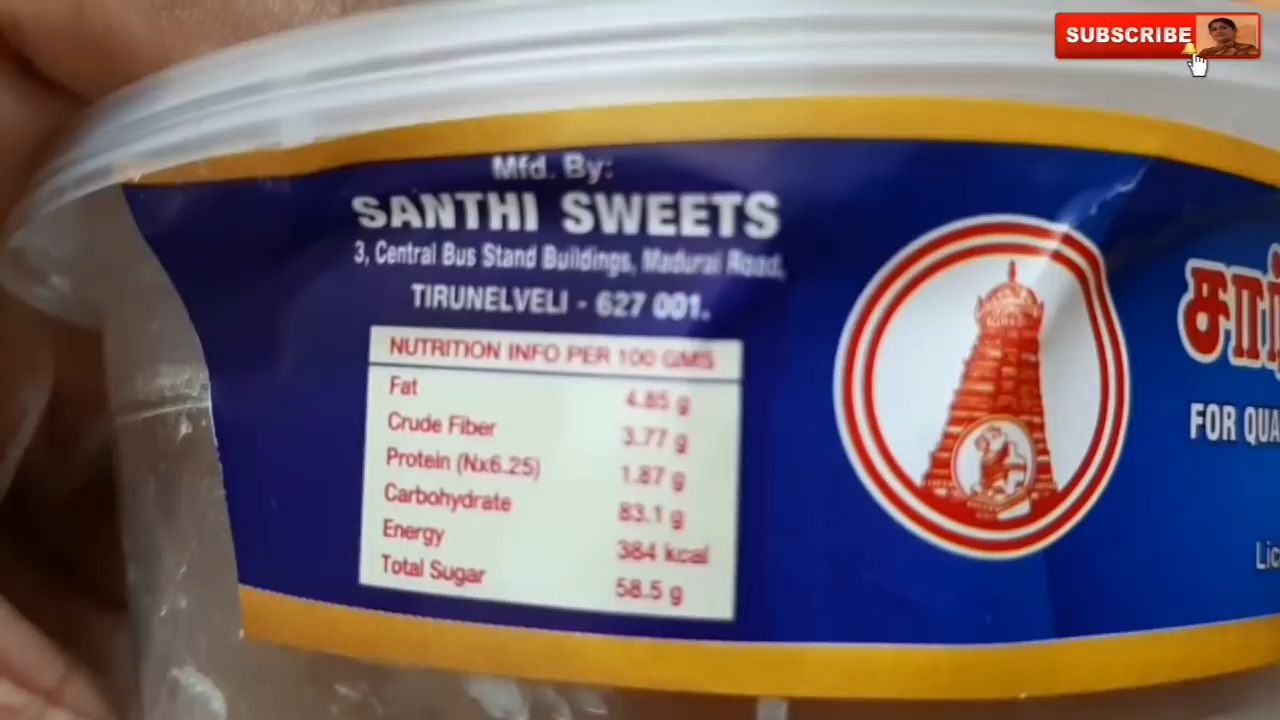 SUBSCRIBE
Mfd. By:
SANTHI SWEETS
3, Central Bus Stand Buildings, Madurai Road,
TIRUNELVELI - 627 001.
NUTRITION INFO PER 100 GMS
Fat 4.85 g
Crude Fiber 3.77 g
Protein (Nx6.25) 1.87 g
Carbohydrate 83.1 g
Energy 384 kcal
Total Sugar 58.5 g
FOR